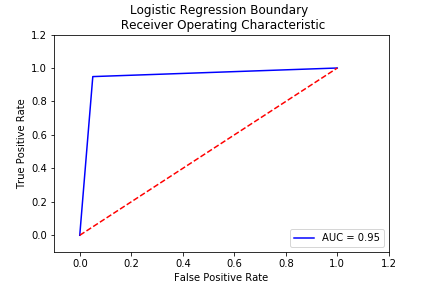 Logistic Regression Boundary
Receiver Operating Characteristic
1.2
1.0
0.8
0.6
0.4
0.2
0.0
True Positive Rate
0.0 0.2 0.4 0.6 0.8 1.0 1.2
False Positive Rate
AUC = 0.95